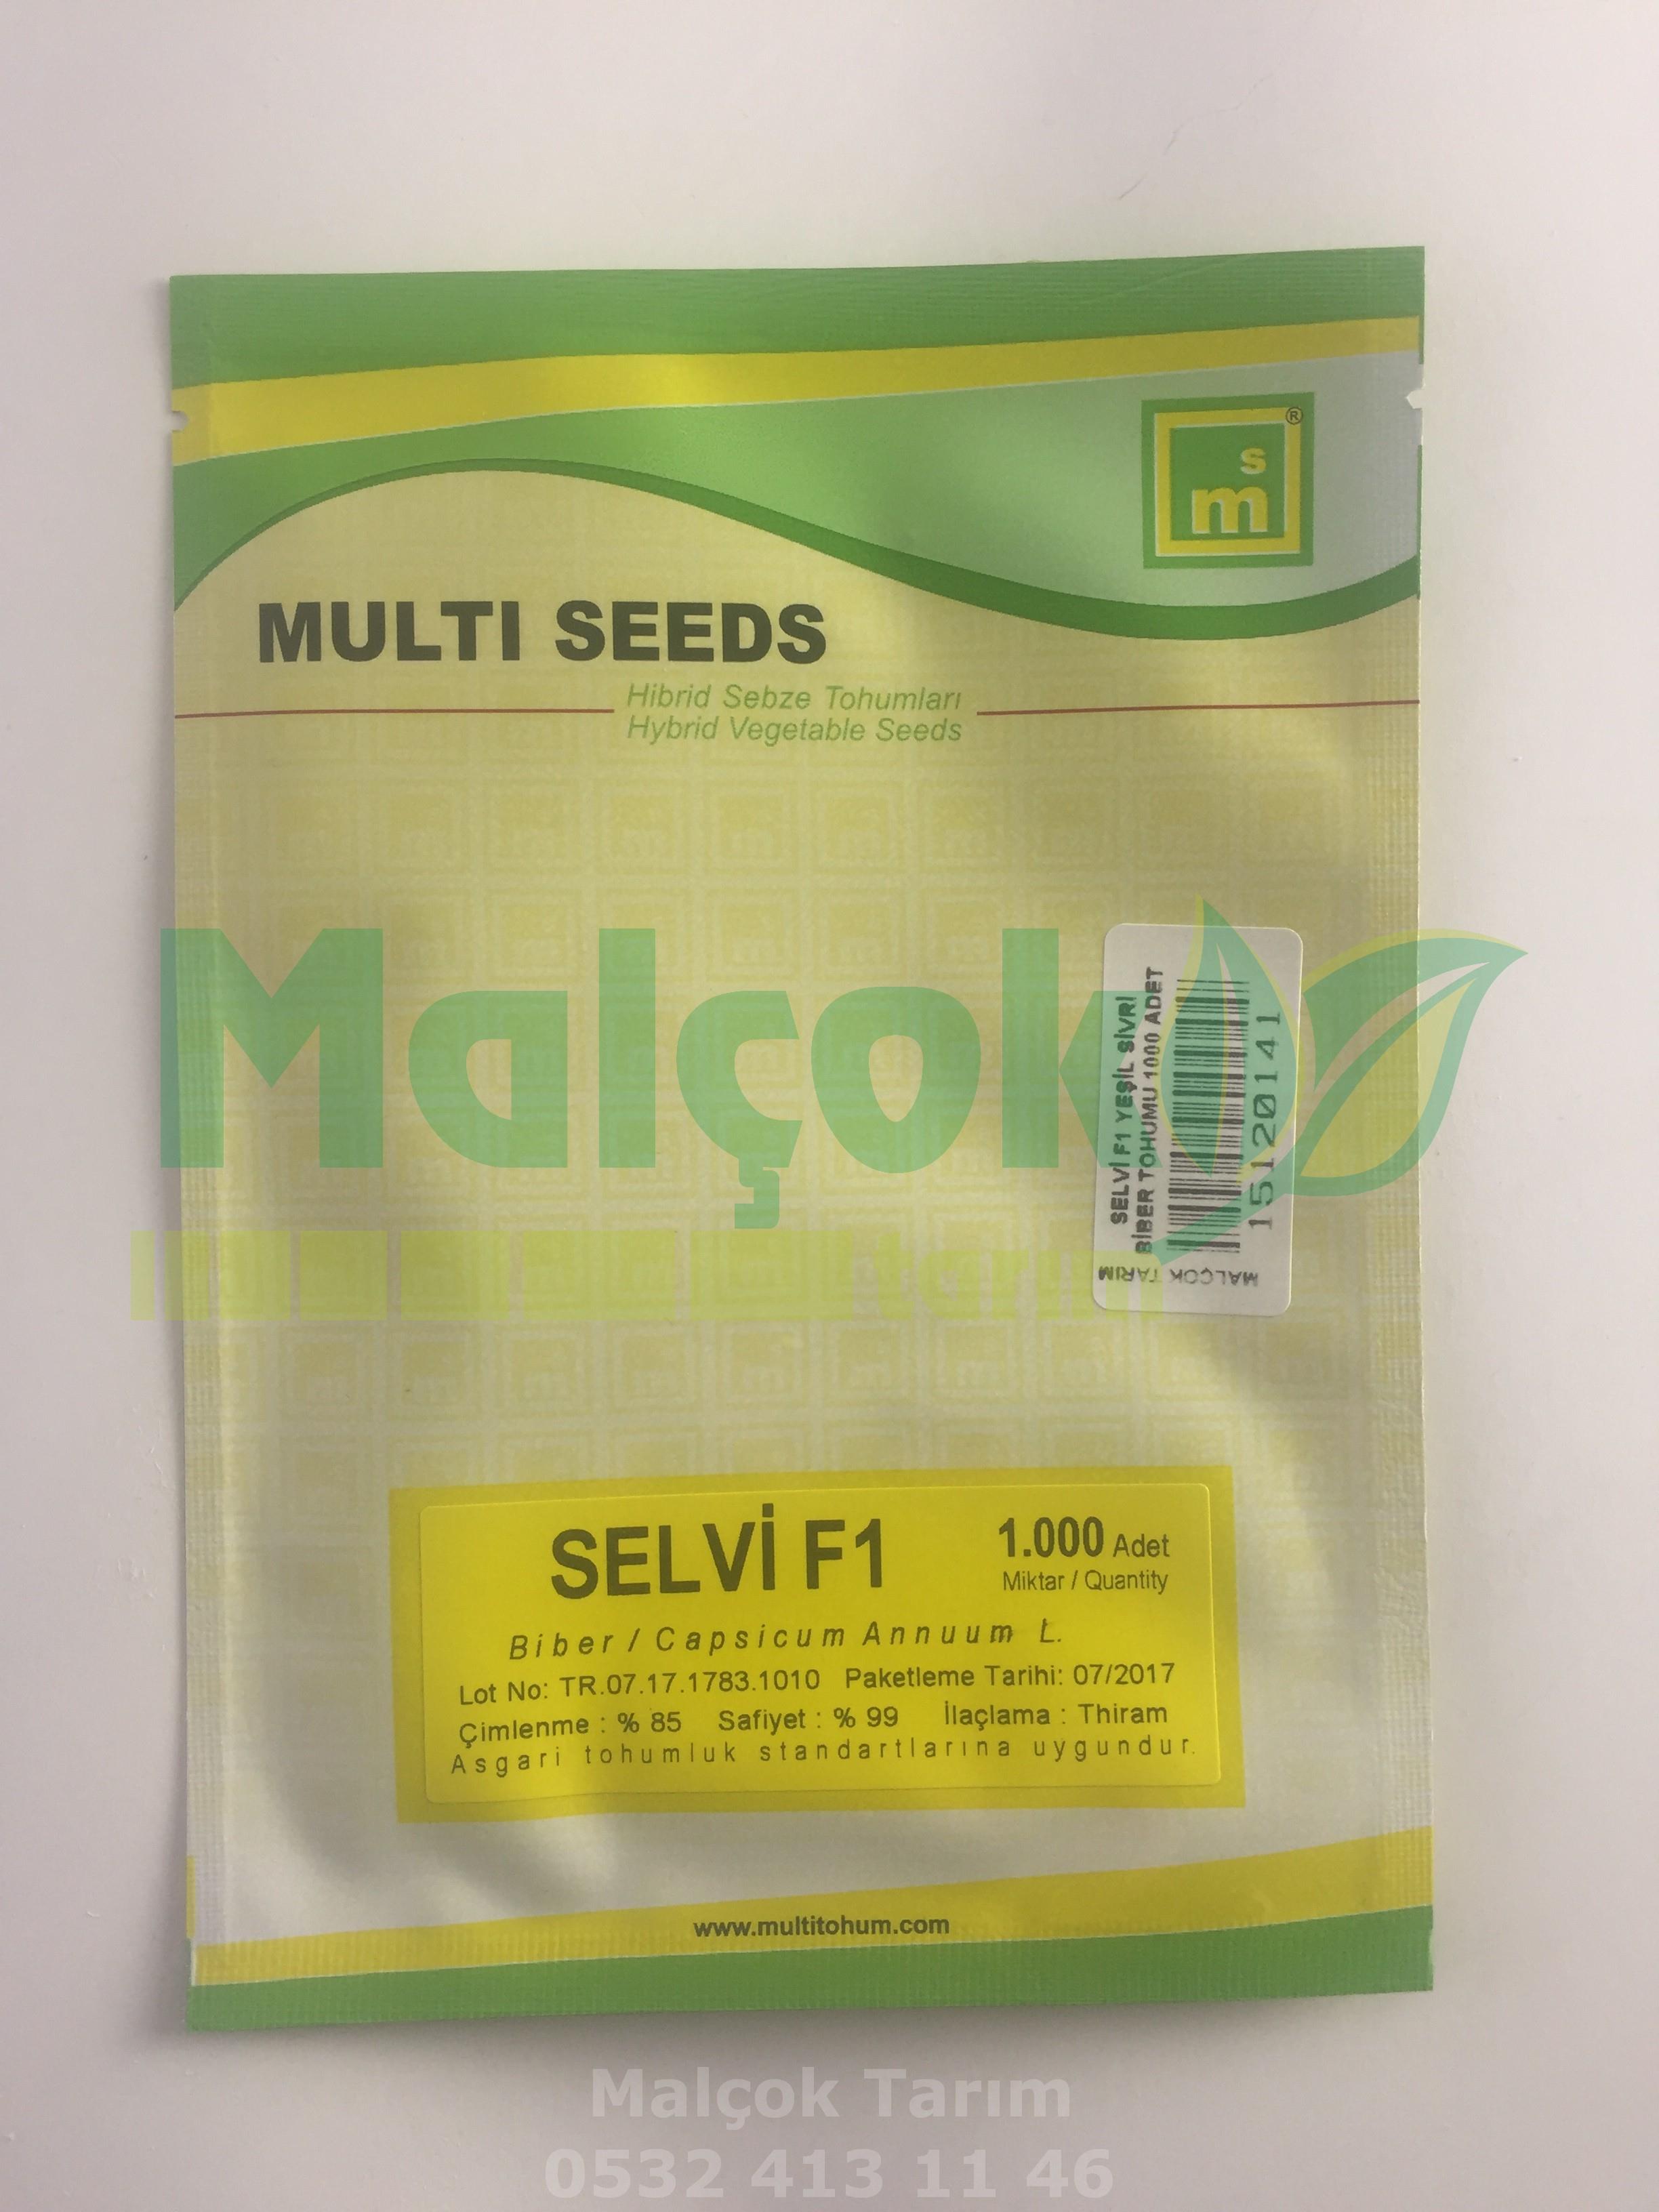 s
m
®
MULTI SEEDS
Hibrid Sebze Tohumları
Hybrid Vegetable Seeds
Malçok
tarım
SELVİ F1 YEŞİL SİVRİ
BİBER TOHUMU 1000 ADET
15120141
MALÇOK TARIM
SELVİ F1
1.000 Adet
Miktar / Quantity
Biber / Capsicum Annuum L.
Lot No: TR.07.17.1783.1010 Paketleme Tarihi: 07/2017
Çimlenme : % 85 Safiyet : % 99 İlaçlama : Thiram
Asgari tohumluk standartlarına uygundur.
www.multitohum.com
Malçok Tarım
0532 413 11 46